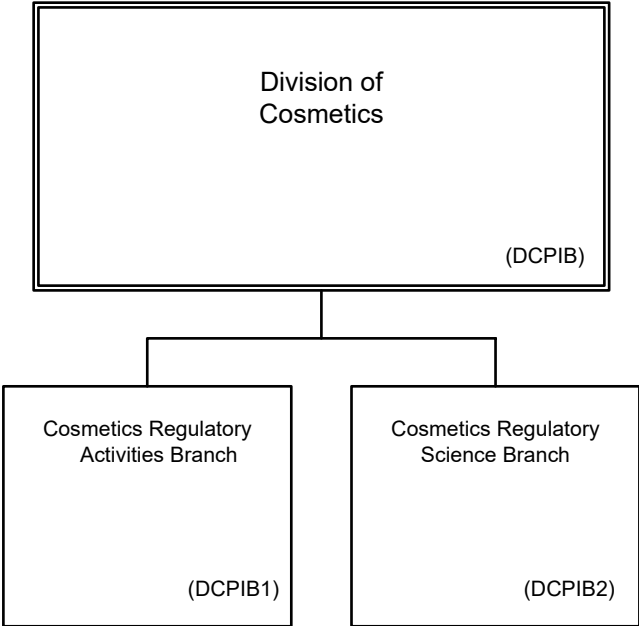 Division of
Cosmetics
(DCPIB)
Cosmetics Regulatory
Activities Branch
(DCPIB1)
Cosmetics Regulatory
Science Branch
(DCPIB2)